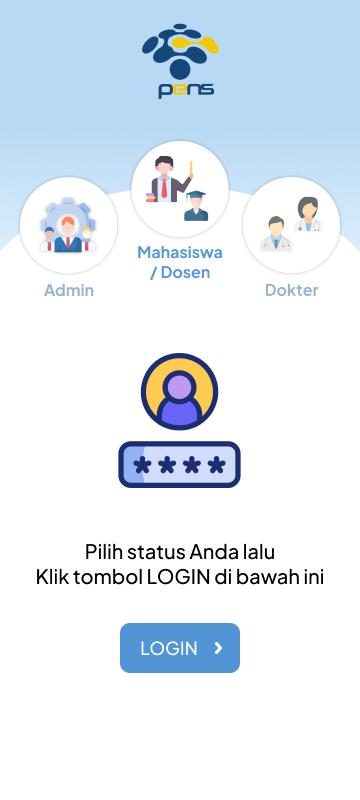 pens
Mahasiswa
/ Dosen
Admin
Dokter
****
Pilih status Anda lalu
Klik tombol LOGIN di bawah ini
LOGIN